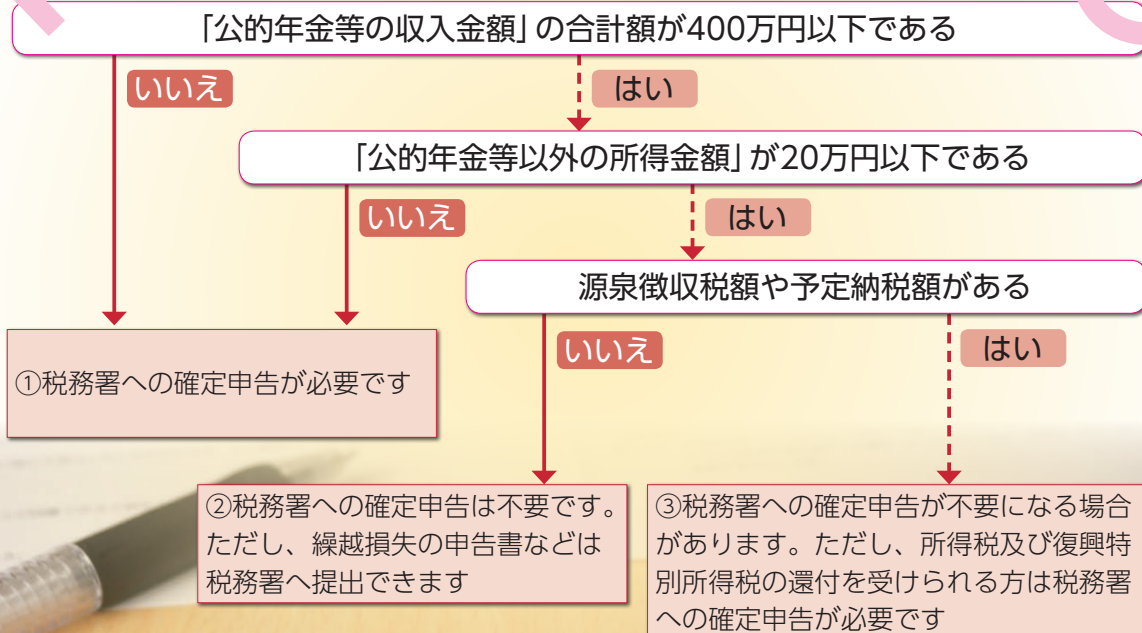 「公的年金等の収入金額」の合計額が400万円以下である
いいえ
はい
「公的年金等以外の所得金額」が20万円以下である
いいえ
はい
源泉徴収税額や予定納税額がある
いいえ
はい
①税務署への確定申告が必要です
②税務署への確定申告は不要です。
ただし、繰越損失の申告書などは
税務署へ提出できます
③税務署への確定申告が不要になる場合
があります。ただし、所得税及び復興特
別所得税の還付を受けられる方は税務署
への確定申告が必要です